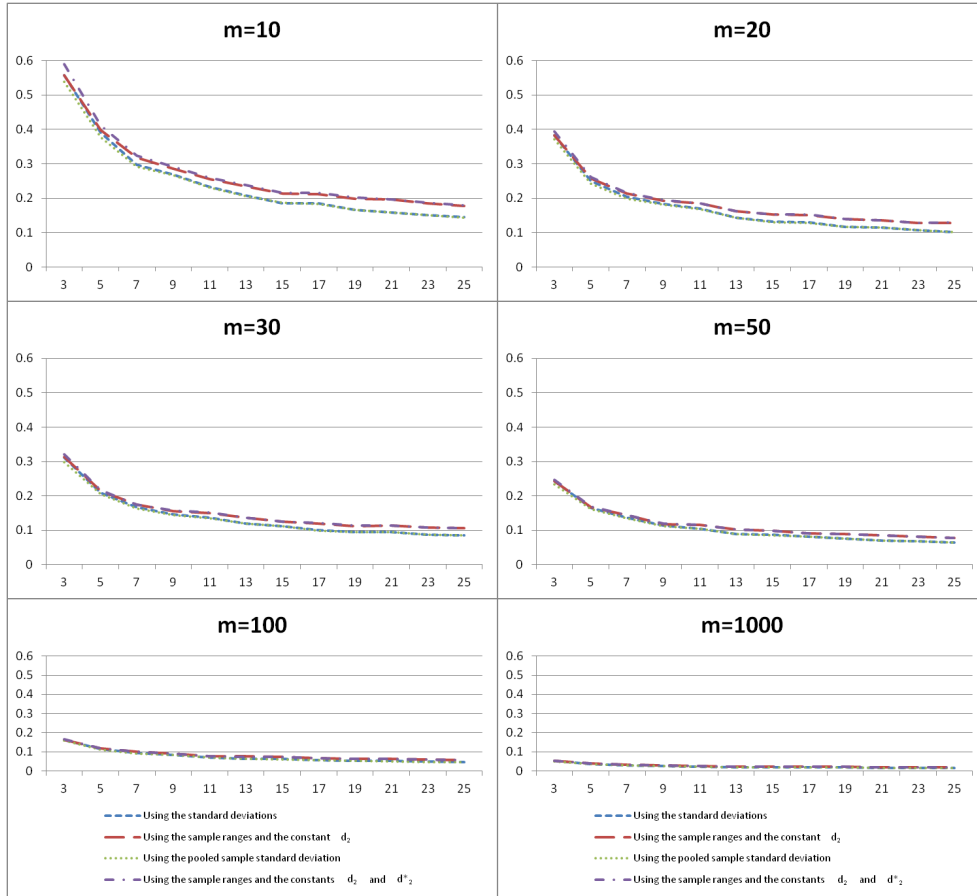 m=10
0.6
0.5
0.4
0.3
0.2
0.1
0
3 5 7 9 11 13 15 17 19 21 23 25
m=20
0.6
0.5
0.4
0.3
0.2
0.1
0
3 5 7 9 11 13 15 17 19 21 23 25
m=30
0.6
0.5
0.4
0.3
0.2
0.1
0
3 5 7 9 11 13 15 17 19 21 23 25
m=50
0.6
0.5
0.4
0.3
0.2
0.1
0
3 5 7 9 11 13 15 17 19 21 23 25
m=100
0.6
0.5
0.4
0.3
0.2
0.1
0
3 5 7 9 11 13 15 17 19 21 23 25
Using the standard deviations
Using the sample ranges and the constant d₂
Using the pooled sample standard deviation
Using the sample ranges and the constants d₂ and d*₂
m=1000
0.6
0.5
0.4
0.3
0.2
0.1
0
3 5 7 9 11 13 15 17 19 21 23 25
Using the standard deviations
Using the sample ranges and the constant d₂
Using the pooled sample standard deviation
Using the sample ranges and the constants d₂ and d*₂